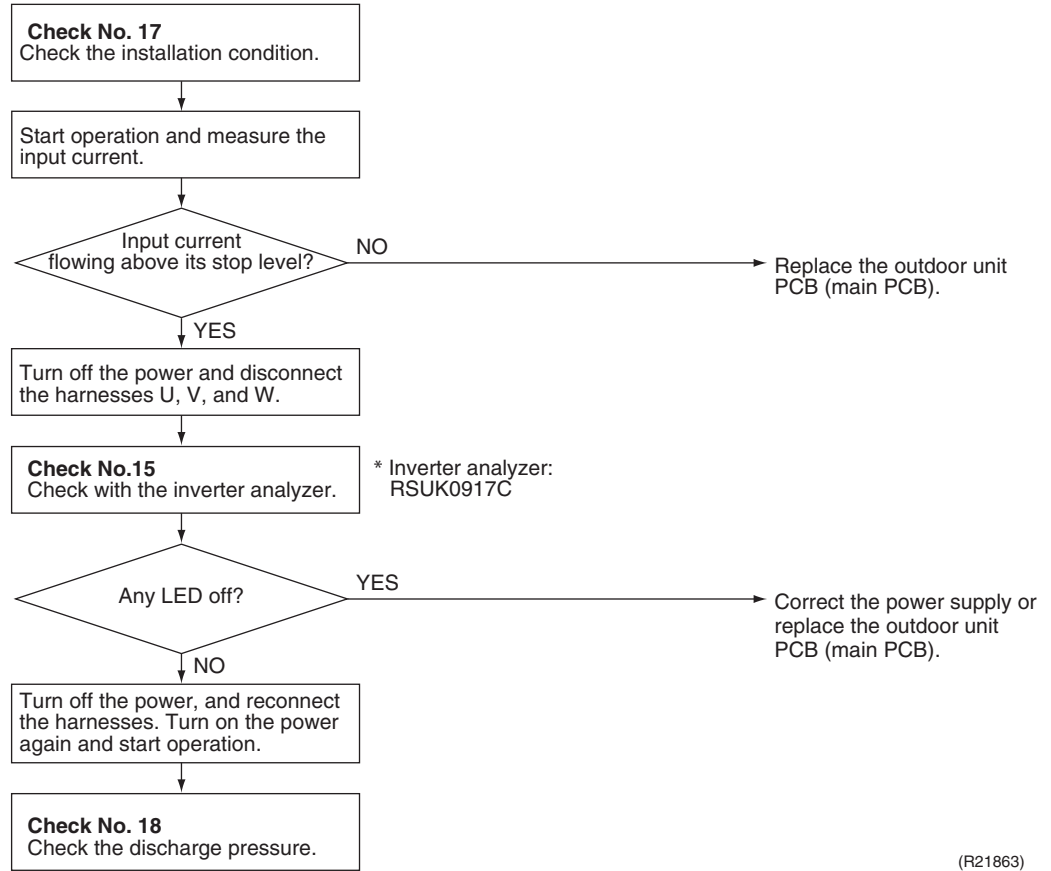 Check No. 17
Check the installation condition.
Start operation and measure the
input current.
Input current
flowing above its stop level?
NO
Replace the outdoor unit
PCB (main PCB).
YES
Turn off the power and disconnect
the harnesses U, V, and W.
Check No.15
Check with the inverter analyzer.
* Inverter analyzer:
RSUK0917C
Any LED off?
YES
Correct the power supply or
replace the outdoor unit
PCB (main PCB).
NO
Turn off the power, and reconnect
the harnesses. Turn on the power
again and start operation.
Check No. 18
Check the discharge pressure.
(R21863)